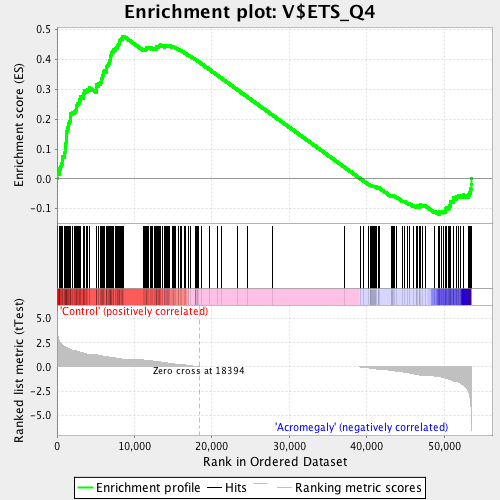 Enrichment plot: V$ETS_Q4
Enrichment score (ES)
0.5
0.4
0.3
0.2
0.1
0.0
-0.1
Ranked list metric (tTest)
5.0
2.5
0.0
-2.5
-5.0
'Control' (positively correlated)
Zero cross at 18394
'Acromegaly' (negatively correlated)
0
10,000
20,000
30,000
40,000
50,000
Rank in Ordered Dataset
Enrichment profile
Hits
Ranking metric scores